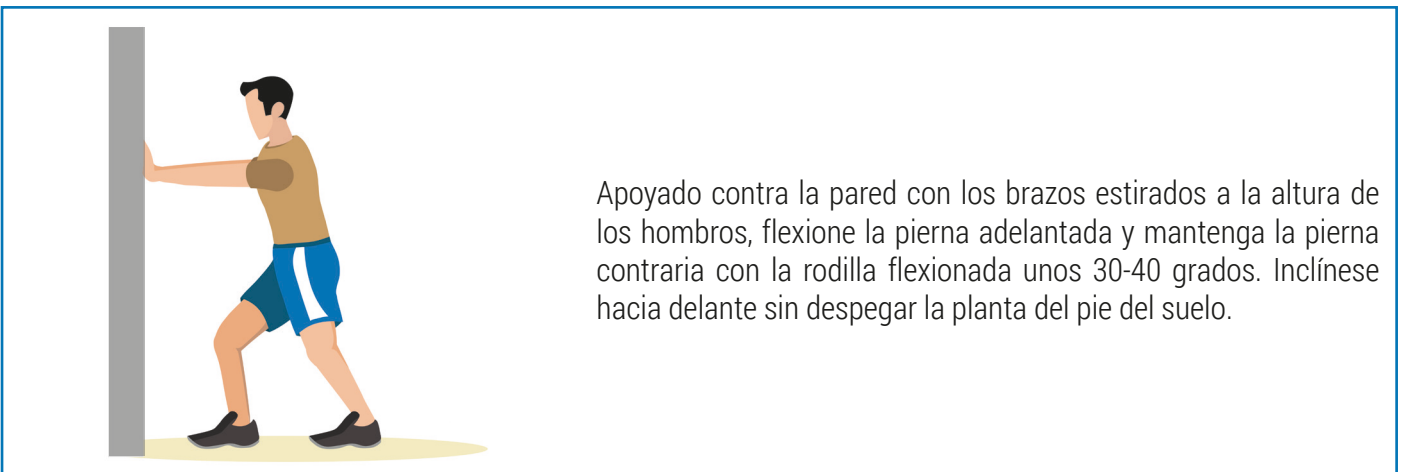 Apoyado contra la pared con los brazos estirados a la altura de
los hombros, flexione la pierna adelantada y mantenga la pierna
contraria con la rodilla flexionada unos 30-40 grados. Inclínese
hacia delante sin despegar la planta del pie del suelo.